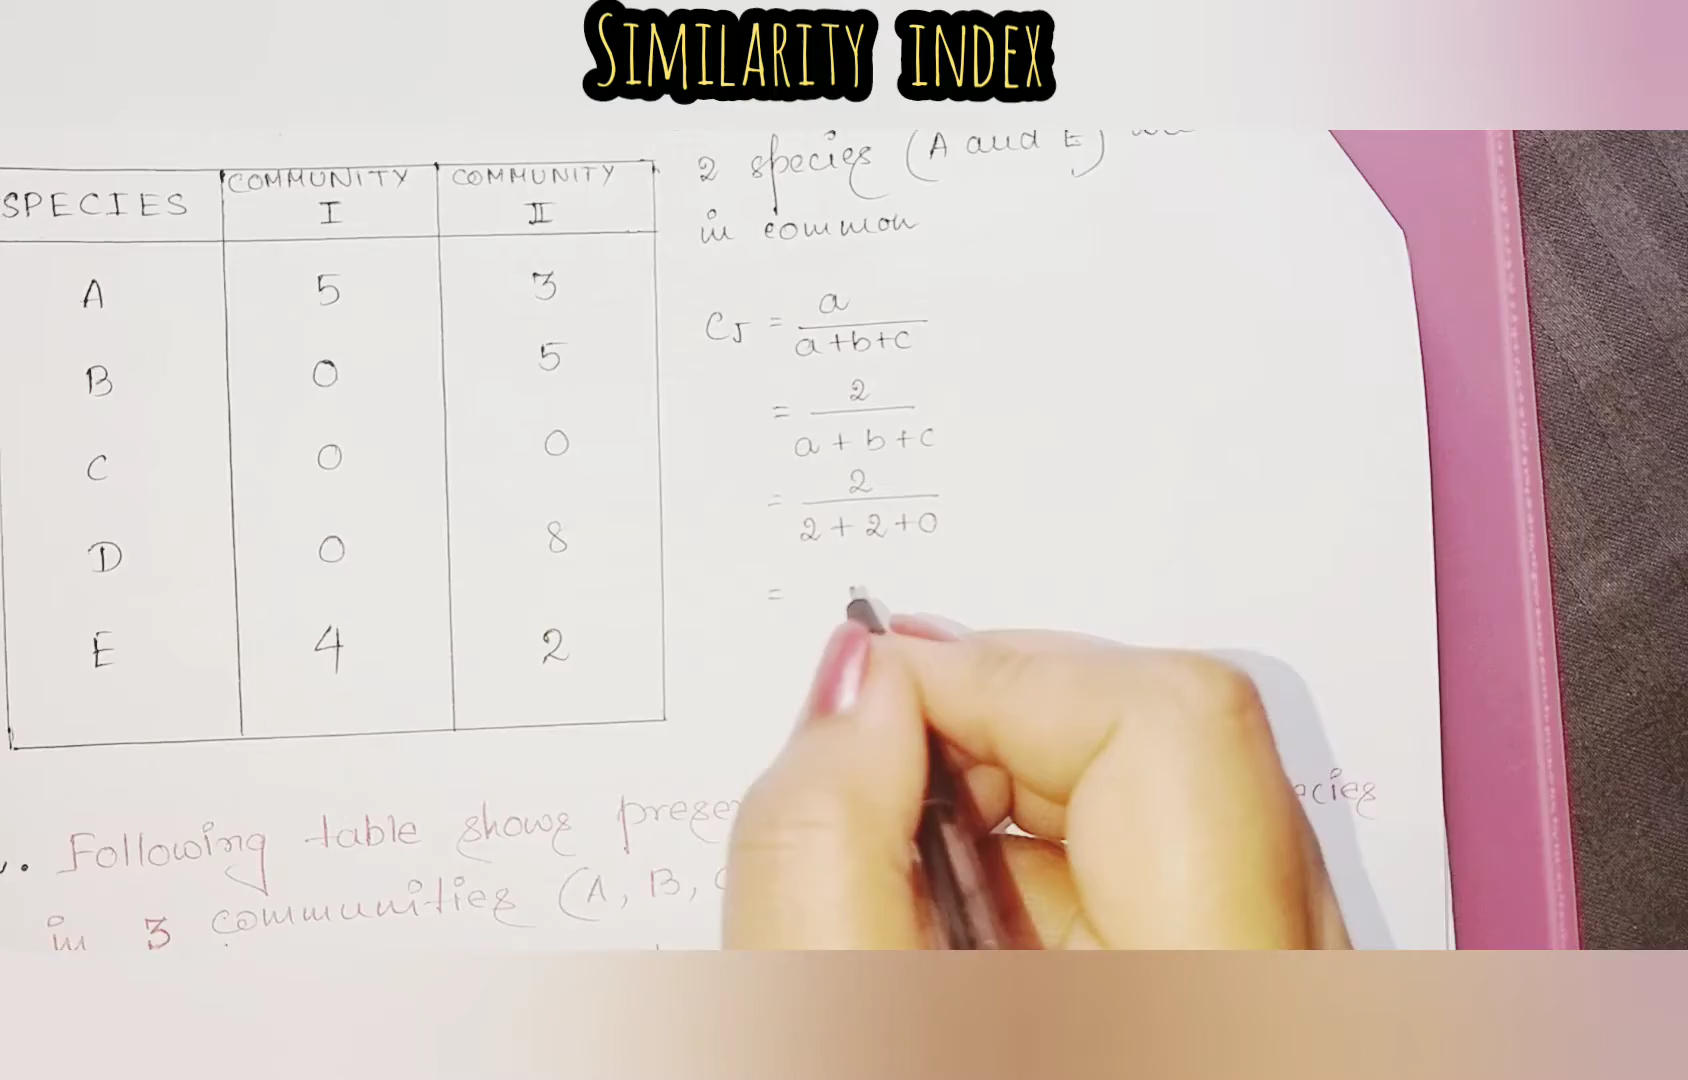 SIMILARITY INDEX
SPECIES COMMUNITY I COMMUNITY II
A 5 3
B 0 5
C 0 0
D 0 8
E 4 2
2 species (A and E)
in common
CJ = a / a+b+c
= 2 / a + b + c
= 2 / 2 + 2 + 0
=
Following table shows
in 3 communities (A, B,